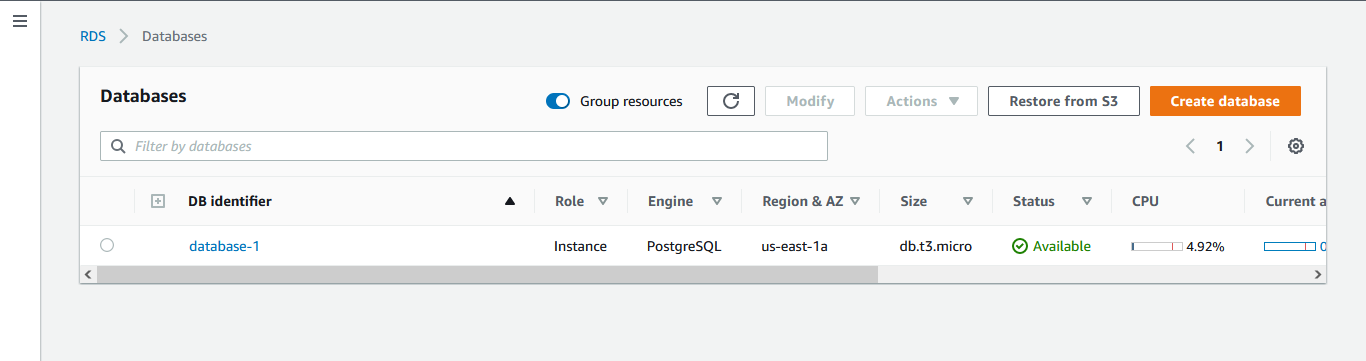 RDS > Databases
Databases
Group resources
Modify
Actions
Restore from S3
Create database
Filter by databases
1
DB identifier Role Engine Region & AZ Size Status CPU Current a
database-1 Instance PostgreSQL us-east-1a db.t3.micro Available 4.92% 0